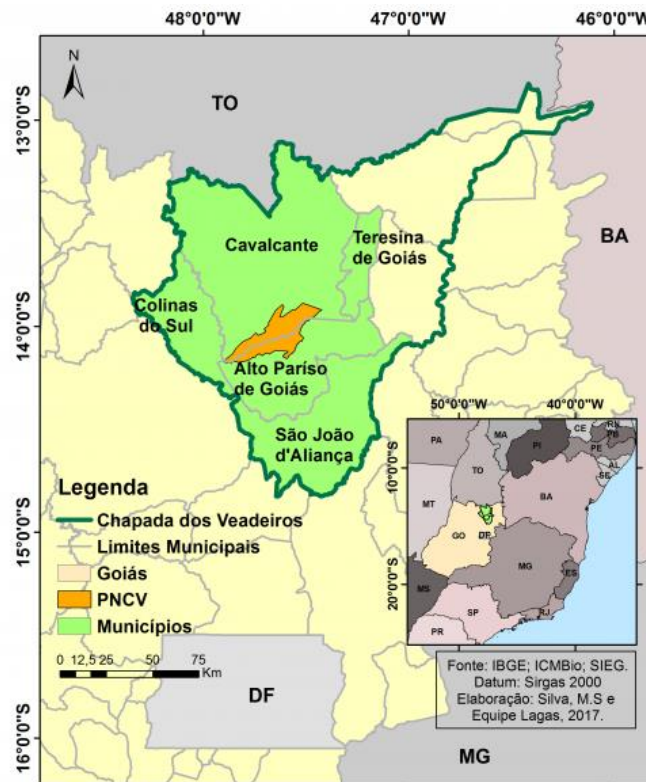 48°0'0"W
47°0'0"W
46°0'0"W
N
TO
13°0'0"S
14°0'0"S
15°0'0"S
16°0'0"S
Cavalcante
Teresina
de Goiás
BA
Colinas
do Sul
Alto Paríso
de Goiás
São João
d'Aliança
Legenda
Chapada dos Veadeiros
Limites Municipais
Goiás
PNCV
Municípios
0 12,5 25 50 75
Km
DF
MG
50°0'0"W
40°0'0"W
10°0'0"S
20°0'0"S
PA
MA
CE
RN
PB
PI
PE
AL
SE
TO
MT
BA
GO
DF
MG
ES
MS
SP
RJ
PR
Fonte: IBGE; ICMBio; SIEG.
Datum: Sirgas 2000
Elaboração: Silva, M.S e
Equipe Lagas, 2017.